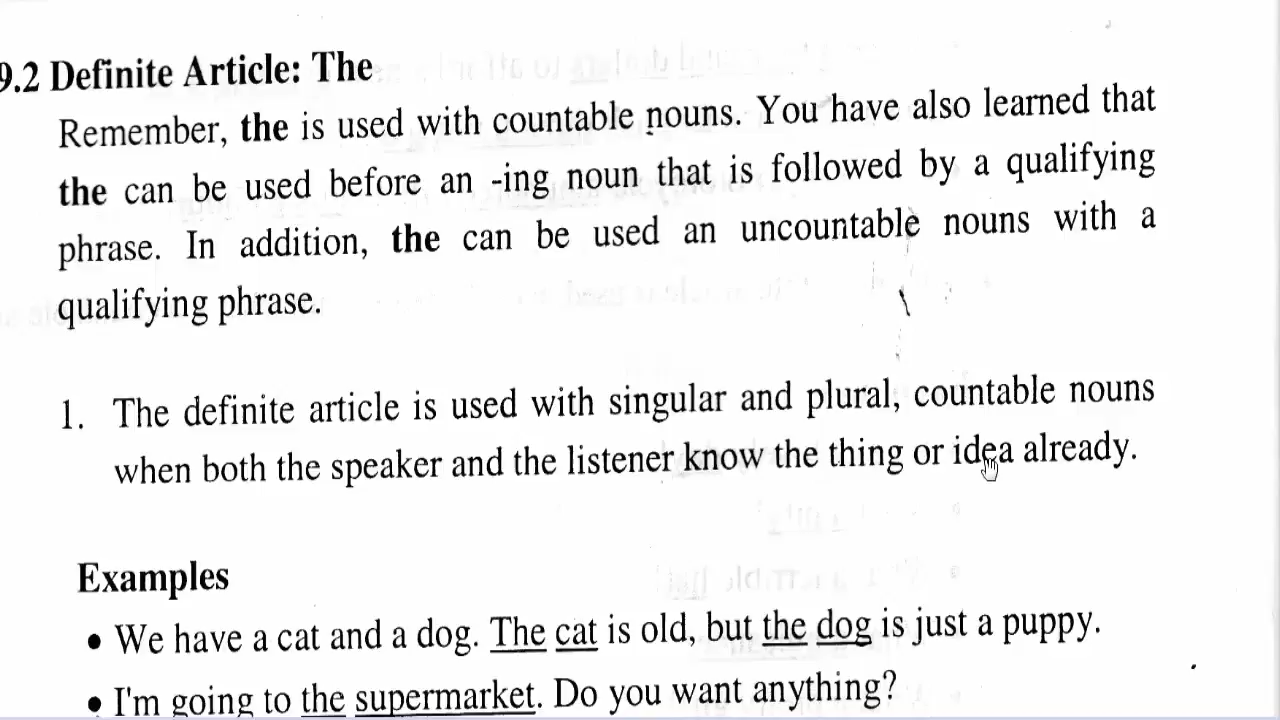 9.2 Definite Article: The
Remember, the is used with countable nouns. You have also learned that
the can be used before an -ing noun that is followed by a qualifying
phrase. In addition, the can be used an uncountable nouns with a
qualifying phrase.
1. The definite article is used with singular and plural, countable nouns
when both the speaker and the listener know the thing or idea already.
Examples
• We have a cat and a dog. The cat is old, but the dog is just a puppy.
• I'm going to the supermarket. Do you want anything?